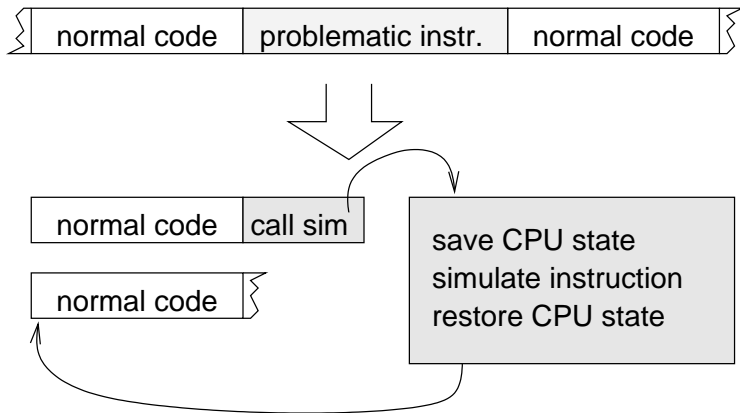 normal code problematic instr. normal code
normal code call sim
normal code
save CPU state
simulate instruction
restore CPU state